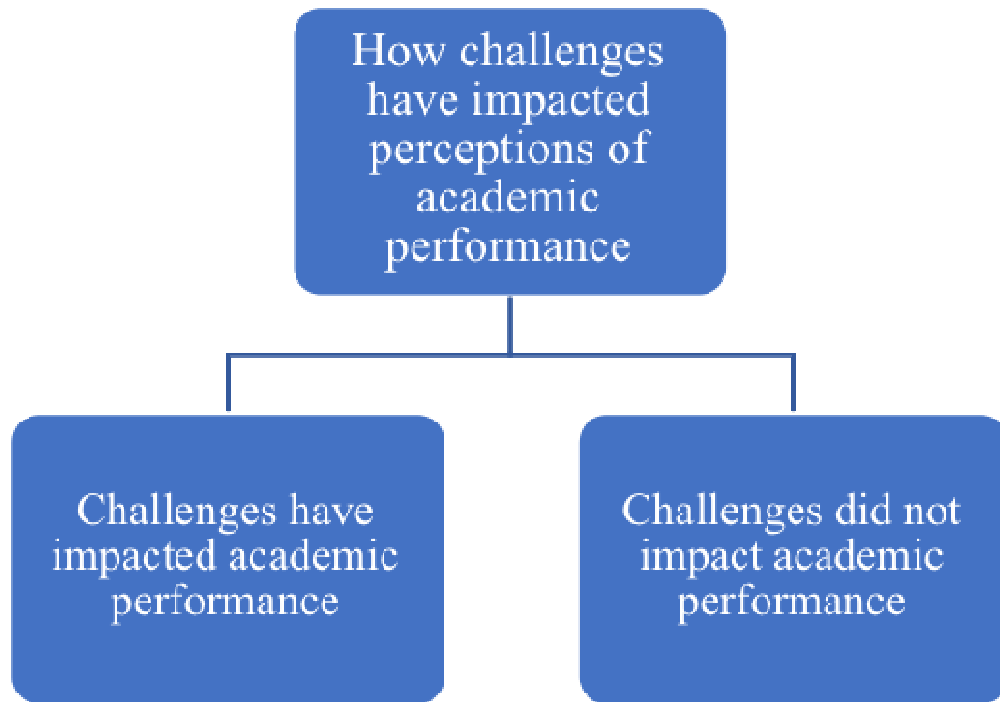 How challenges
have impacted
perceptions of
academic
performance
Challenges have
impacted academic
performance
Challenges did not
impact academic
performance